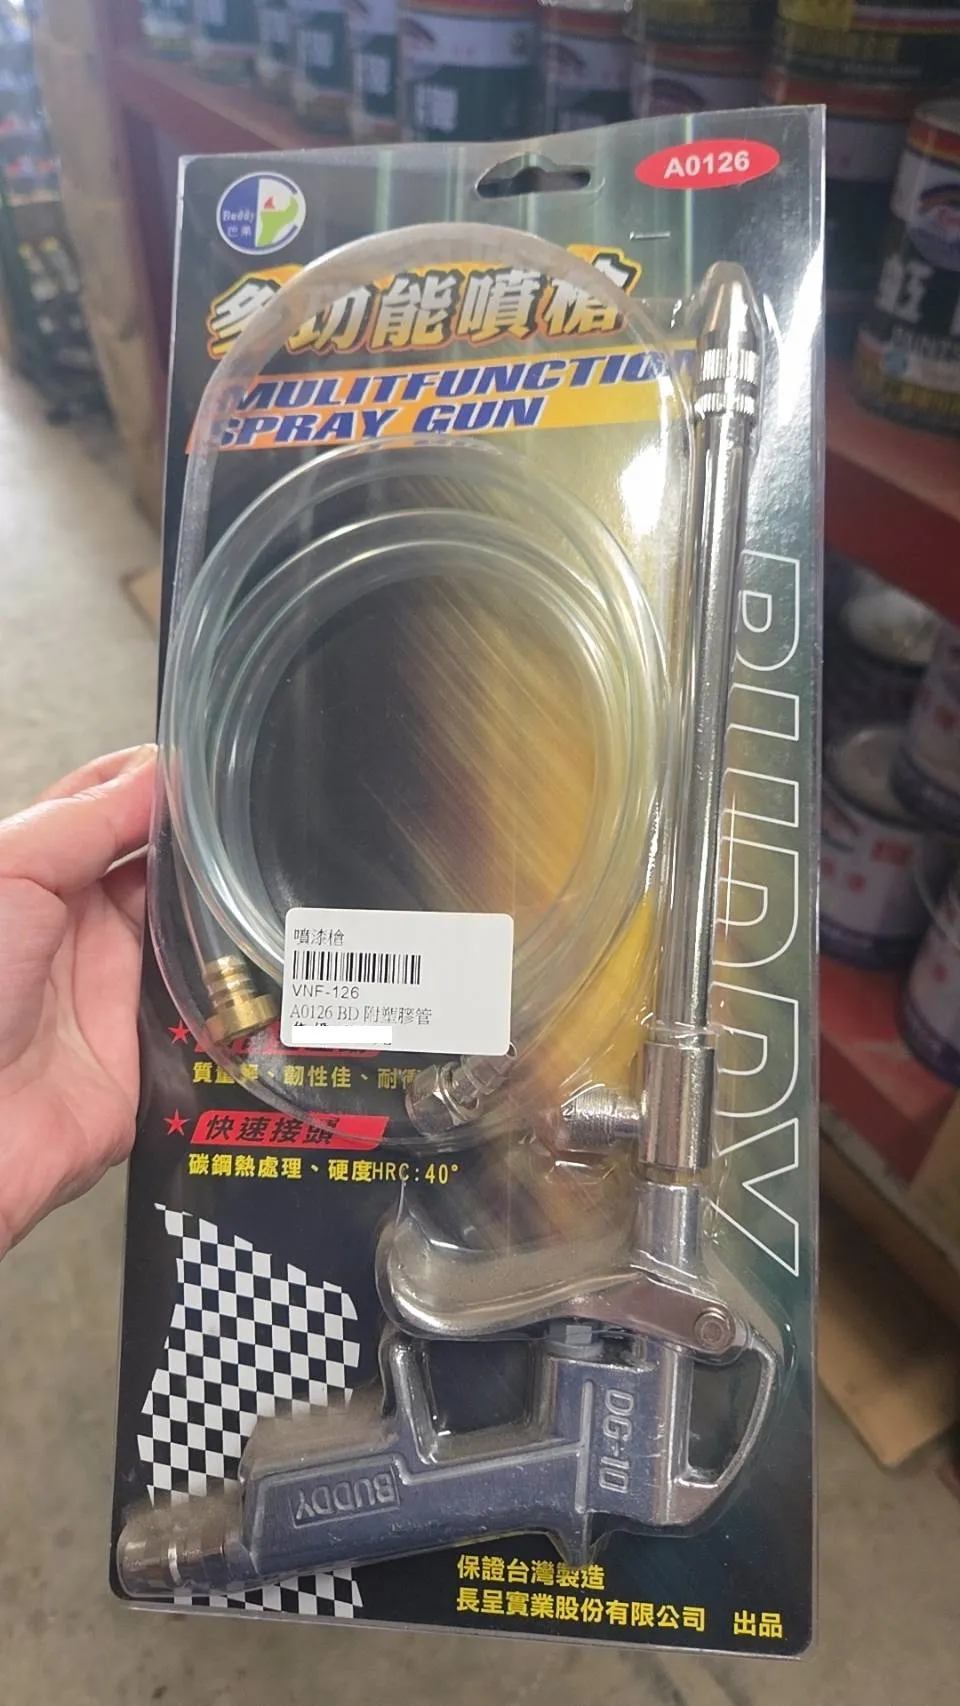 A0126
Buddy
巴弟
多功能噴槍
MULITFUNCTION
SPRAY GUN
BUDDY
噴漆槍
VNF-126
A0126 BD 附塑膠管
質量輕、韌性佳、耐衝
快速接頭
碳鋼熱處理、硬度HRC:40°
DG-10
BUDDY
保證台灣製造
長呈實業股份有限公司 出品